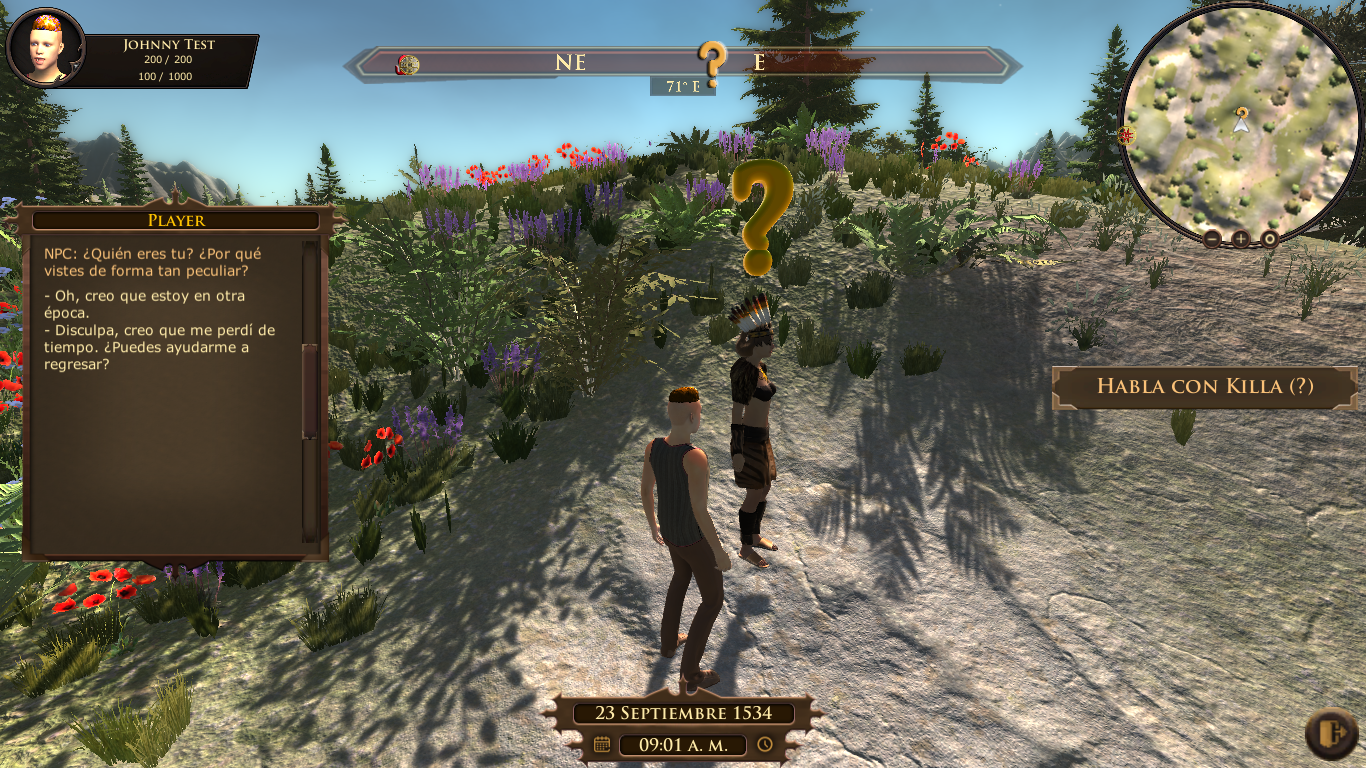 Johnny Test
200 / 200
100 / 1000
NE
E
71° E
Player
NPC: ¿Quién eres tu? ¿Por qué
vistes de forma tan peculiar?
- Oh, creo que estoy en otra
época.
- Disculpa, creo que me perdí de
tiempo. ¿Puedes ayudarme a
regresar?
Habla con Killa (?)
23 Septiembre 1534
09:01 A. M.